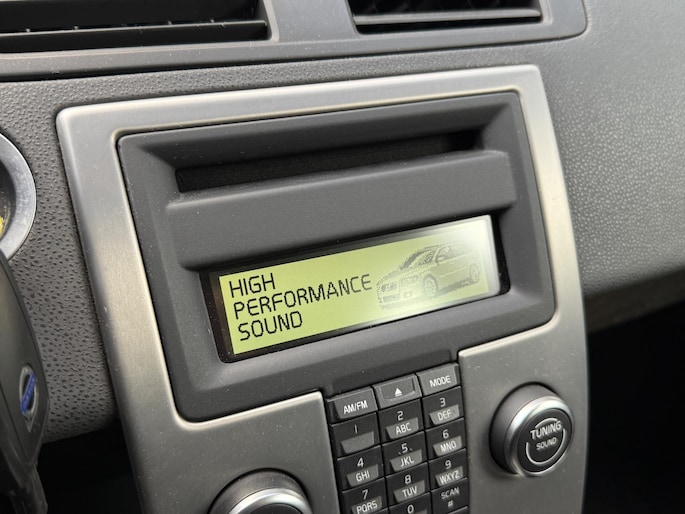 HIGH
PERFORMANCE
SOUND
AM/FM
MODE
1
2
ABC
3
DEF
4
GHI
5
JKL
6
MNO
7
PQRS
8
TUV
9
WXYZ
0
SCAN
#
TUNING
SOUND